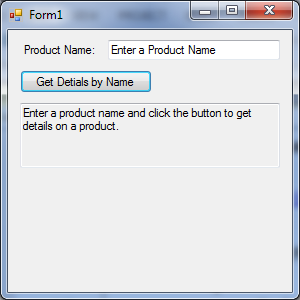 Form1
Product Name: Enter a Product Name
Get Detials by Name
Enter a product name and click the button to get
details on a product.